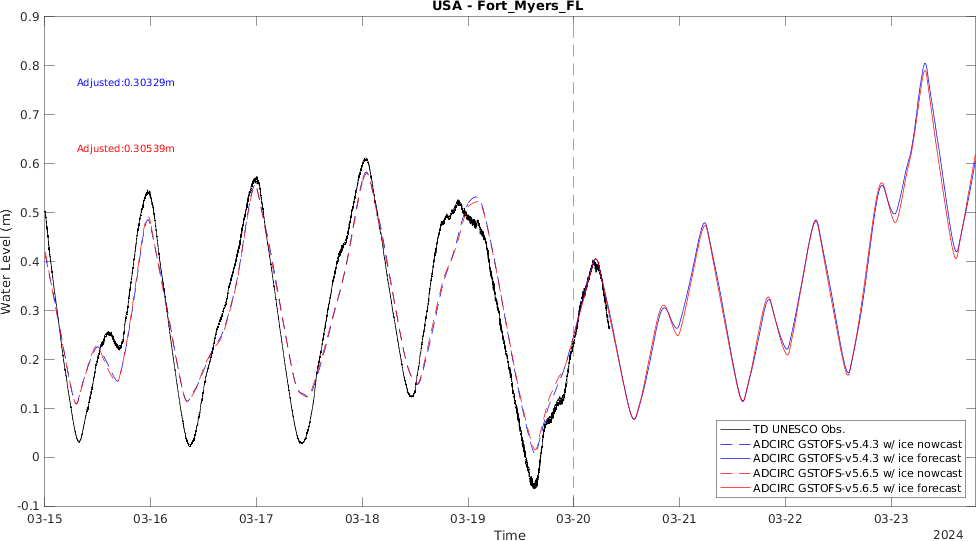 USA - Fort_Myers_FL
0.9
0.8
0.7
0.6
0.5
0.4
0.3
0.2
0.1
0
-0.1
Water Level (m)
Adjusted:0.30329m
Adjusted:0.30539m
TD UNESCO Obs.
ADCIRC GSTOFS-v5.4.3 w/ ice nowcast
ADCIRC GSTOFS-v5.4.3 w/ ice forecast
ADCIRC GSTOFS-v5.6.5 w/ ice nowcast
ADCIRC GSTOFS-v5.6.5 w/ ice forecast
03-15 03-16 03-17 03-18 03-19 03-20 03-21 03-22 03-23
Time
2024